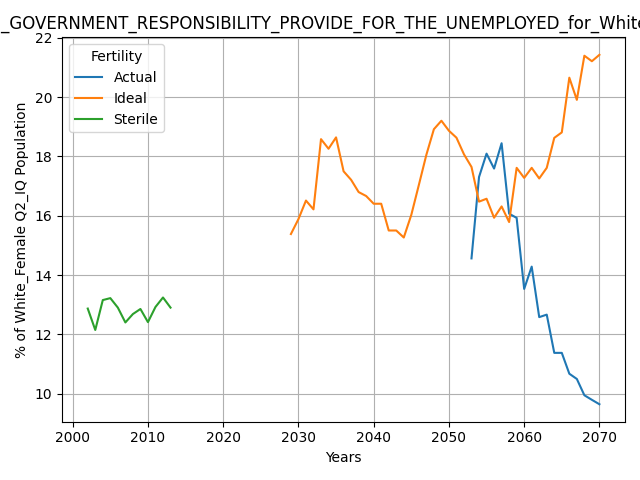 _GOVERNMENT_RESPONSIBILITY_PROVIDE_FOR_THE_UNEMPLOYED_for_White
22
20
18
16
14
12
10
% of White_Female Q2_IQ Population
Fertility
Actual
Ideal
Sterile
2000 2010 2020 2030 2040 2050 2060 2070
Years